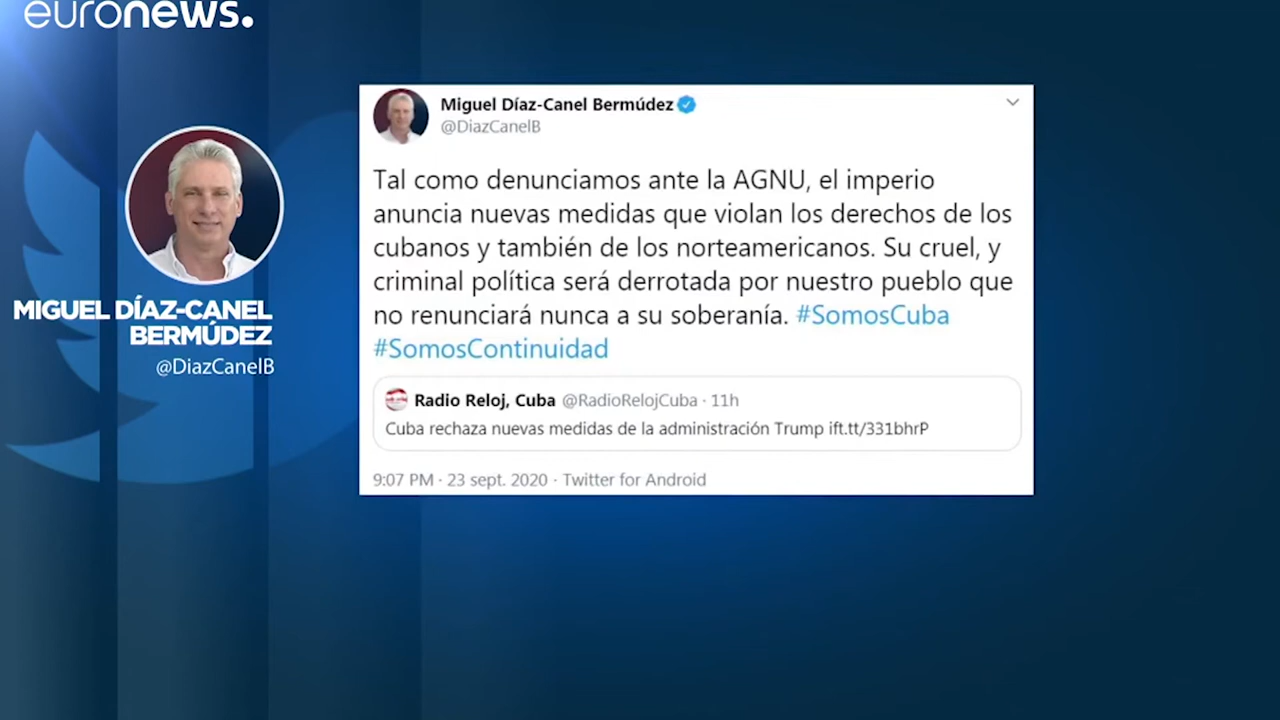 euronews.
MIGUEL DÍAZ-CANEL
BERMÚDEZ
@DiazCanelB
Miguel Díaz-Canel Bermúdez
@DiazCanelB
Tal como denunciamos ante la AGNU, el imperio
anuncia nuevas medidas que violan los derechos de los
cubanos y también de los norteamericanos. Su cruel, y
criminal política será derrotada por nuestro pueblo que
no renunciará nunca a su soberanía. #SomosCuba
#SomosContinuidad
Radio Reloj, Cuba @RadioRelojCuba · 11h
Cuba rechaza nuevas medidas de la administración Trump ift.tt/331bhrP
9:07 PM · 23 sept. 2020 · Twitter for Android